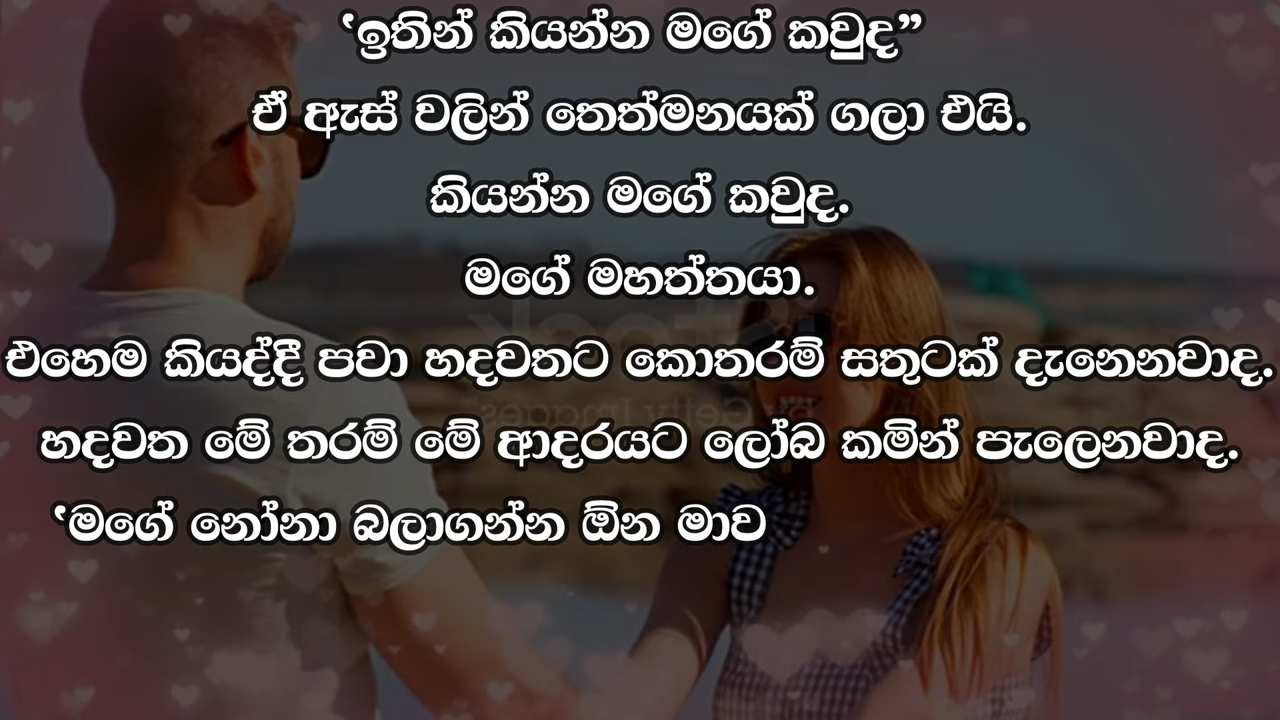 ‘ඉතින් කියන්න මගේ කවුද”
ඒ ඇස් වලින් තෙත්මනයක් ගලා එයි.
කියන්න මගේ කවුද.
මගේ මහත්තයා.
එහෙම කියද්දී පවා හදවතට කොතරම් සතුටක් දැනෙනවාද.
හදවත මේ තරම් මේ ආදරයට ලෝබ කමින් පැලෙනවාද.
‘මගේ නෝනා බලාගන්න ඕන මාව